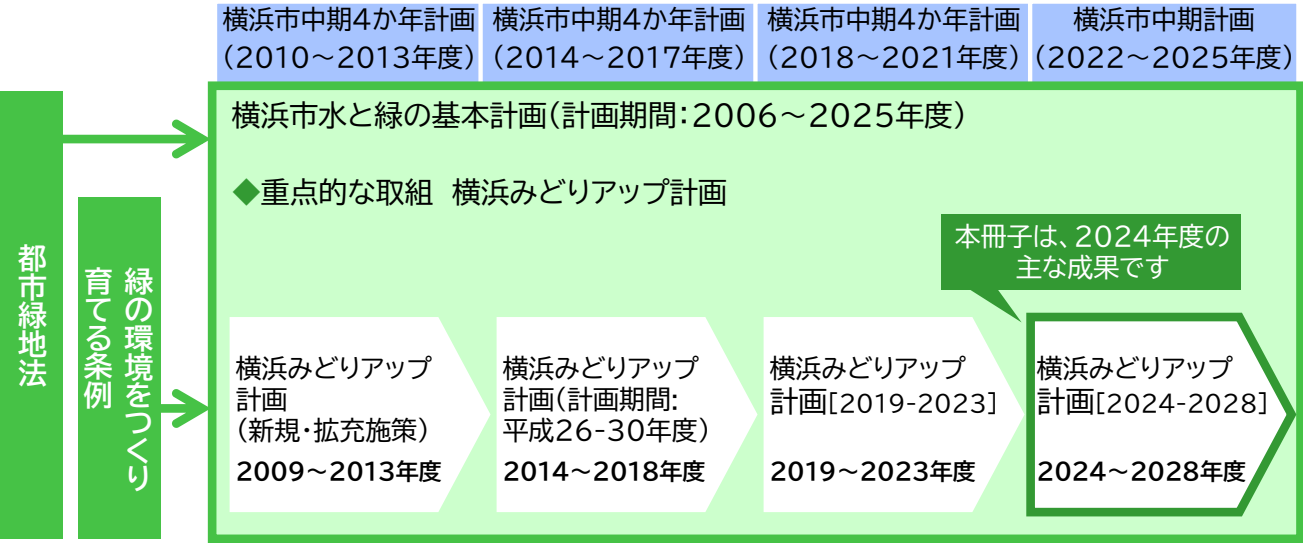 横浜市中期4か年計画
（2010～2013年度）
横浜市中期4か年計画
（2014～2017年度）
横浜市中期4か年計画
（2018～2021年度）
横浜市中期計画
（2022～2025年度）
横浜市水と緑の基本計画（計画期間：2006～2025年度）
◆重点的な取組　横浜みどりアップ計画
本冊子は、2024年度の
主な成果です
都市緑地法
緑の環境をつくり
育てる条例
横浜みどりアップ
計画
（新規・拡充施策）
2009～2013年度
横浜みどりアップ
計画（計画期間：
平成26-30年度）
2014～2018年度
横浜みどりアップ
計画[2019-2023]
2019～2023年度
横浜みどりアップ
計画[2024-2028]
2024～2028年度